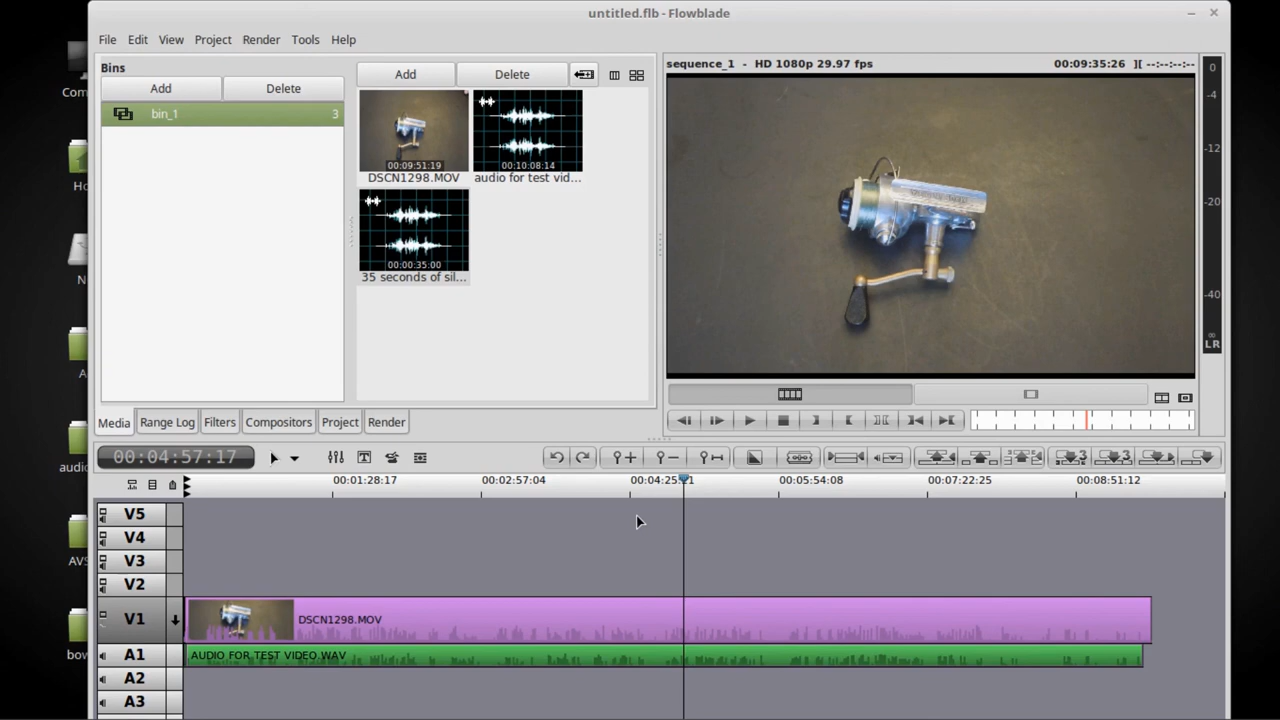 untitled.flb - Flowblade
File Edit View Project Render Tools Help
Bins
Add Delete
bin_1 3
Add Delete
00:09:51:19
DSCN1298.MOV
00:10:08:14
audio for test vid...
00:00:35:00
35 seconds of sil...
sequence_1 - HD 1080p 29.97 fps 00:09:35:26 ][ --:--:--:--
0
-4
-12
-20
-40
∞
LR
Media Range Log Filters Compositors Project Render
00:04:57:17
00:01:28:17 00:02:57:04 00:05:54:08 00:07:22:25 00:08:51:12
V5
V4
V3
V2
V1 DSCN1298.MOV
A1 AUDIO FOR TEST VIDEO.WAV
A2
A3
Com
Ho
N
A
audio
AVS
bow